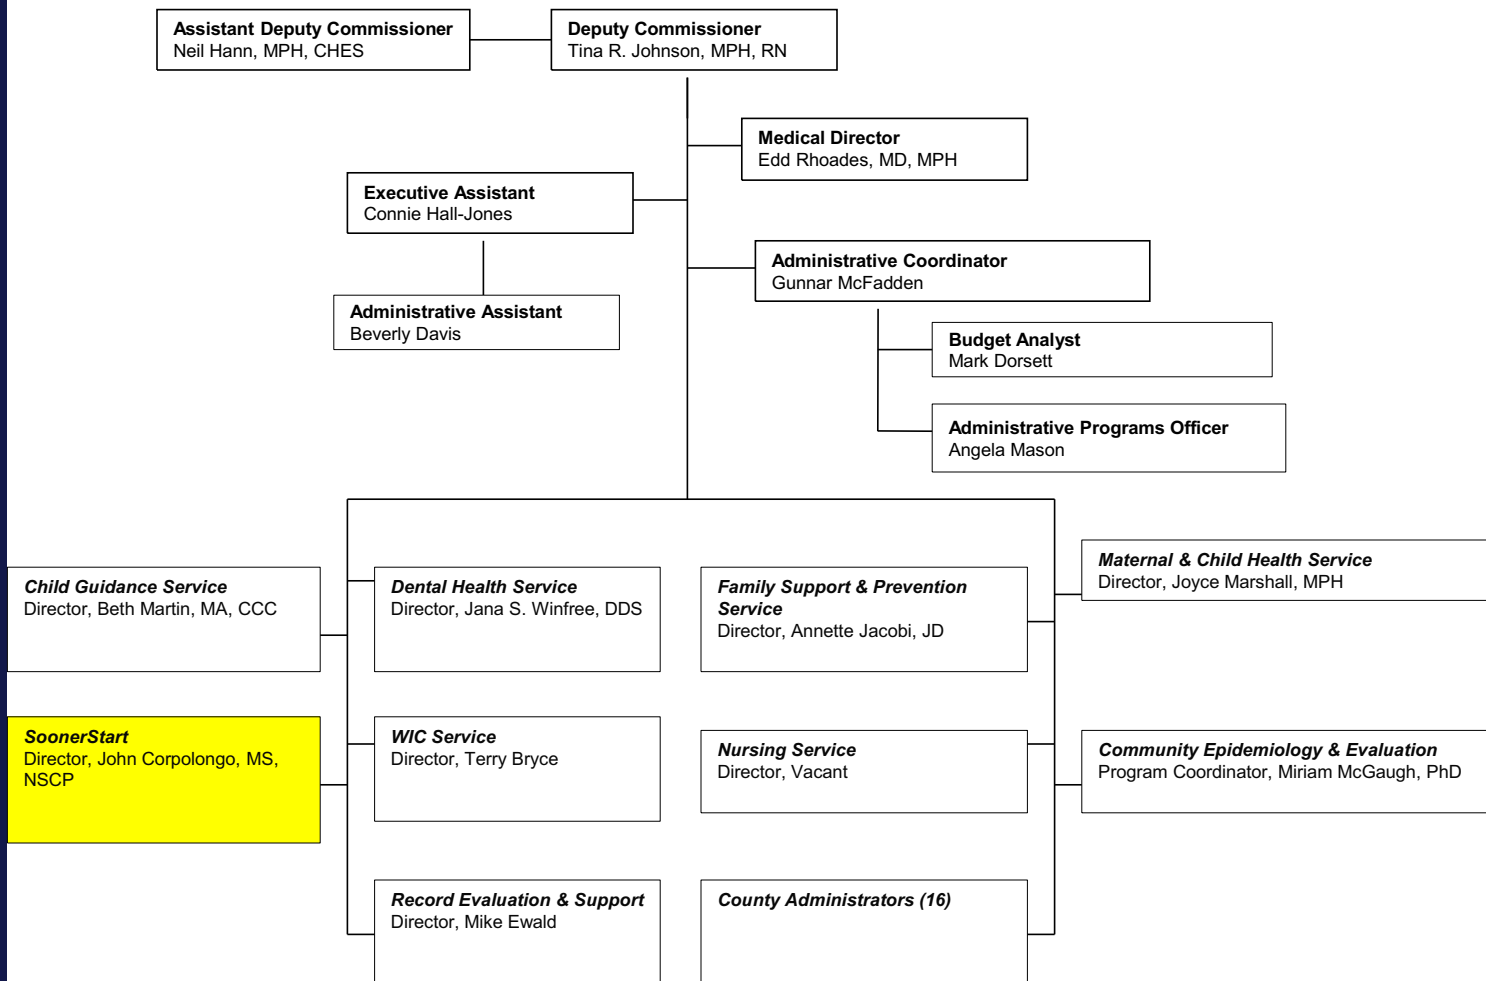 Assistant Deputy Commissioner
Neil Hann, MPH, CHES
Deputy Commissioner
Tina R. Johnson, MPH, RN
Medical Director
Edd Rhoades, MD, MPH
Executive Assistant
Connie Hall-Jones
Administrative Coordinator
Gunnar McFadden
Administrative Assistant
Beverly Davis
Budget Analyst
Mark Dorsett
Administrative Programs Officer
Angela Mason
Child Guidance Service
Director, Beth Martin, MA, CCC
Dental Health Service
Director, Jana S. Winfree, DDS
Family Support & Prevention
Service
Director, Annette Jacobi, JD
Maternal & Child Health Service
Director, Joyce Marshall, MPH
SoonerStart
Director, John Corpolongo, MS,
NSCP
WIC Service
Director, Terry Bryce
Nursing Service
Director, Vacant
Community Epidemiology & Evaluation
Program Coordinator, Miriam McGaugh, PhD
Record Evaluation & Support
Director, Mike Ewald
County Administrators (16)